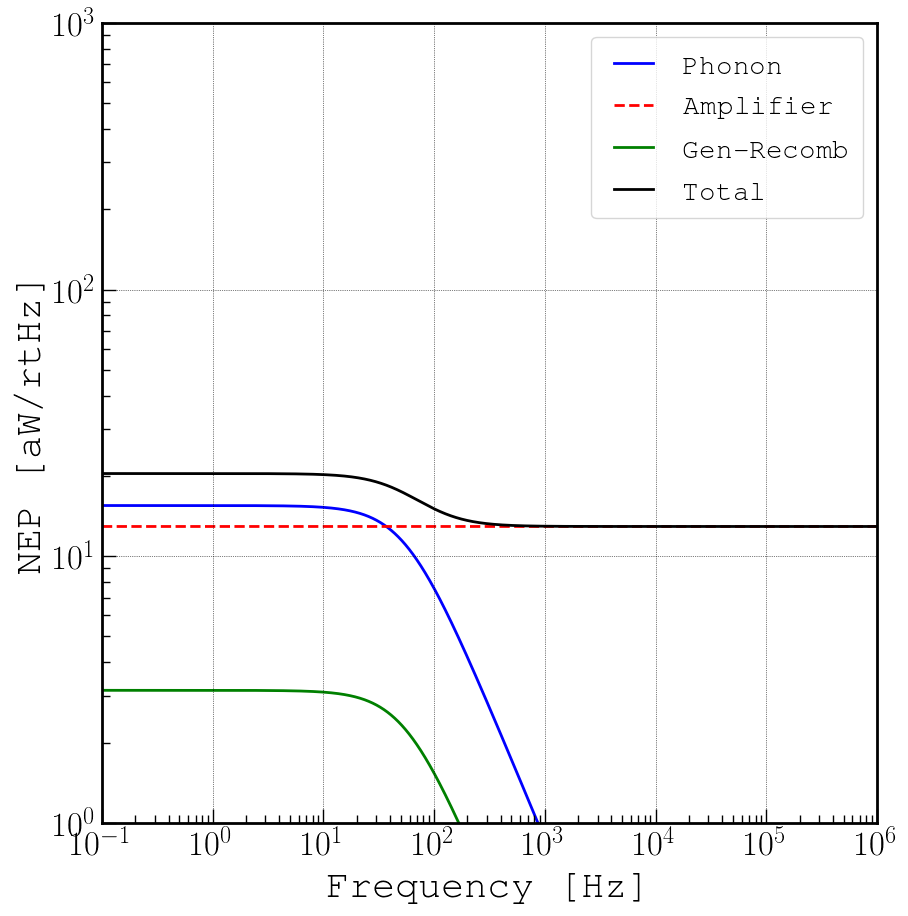 10³
10²
10¹
10⁰
NEP [aW/rtHz]
Phonon
Amplifier
Gen-Recomb
Total
10⁻¹ 10⁰ 10¹ 10² 10³ 10⁴ 10⁵ 10⁶
Frequency [Hz]